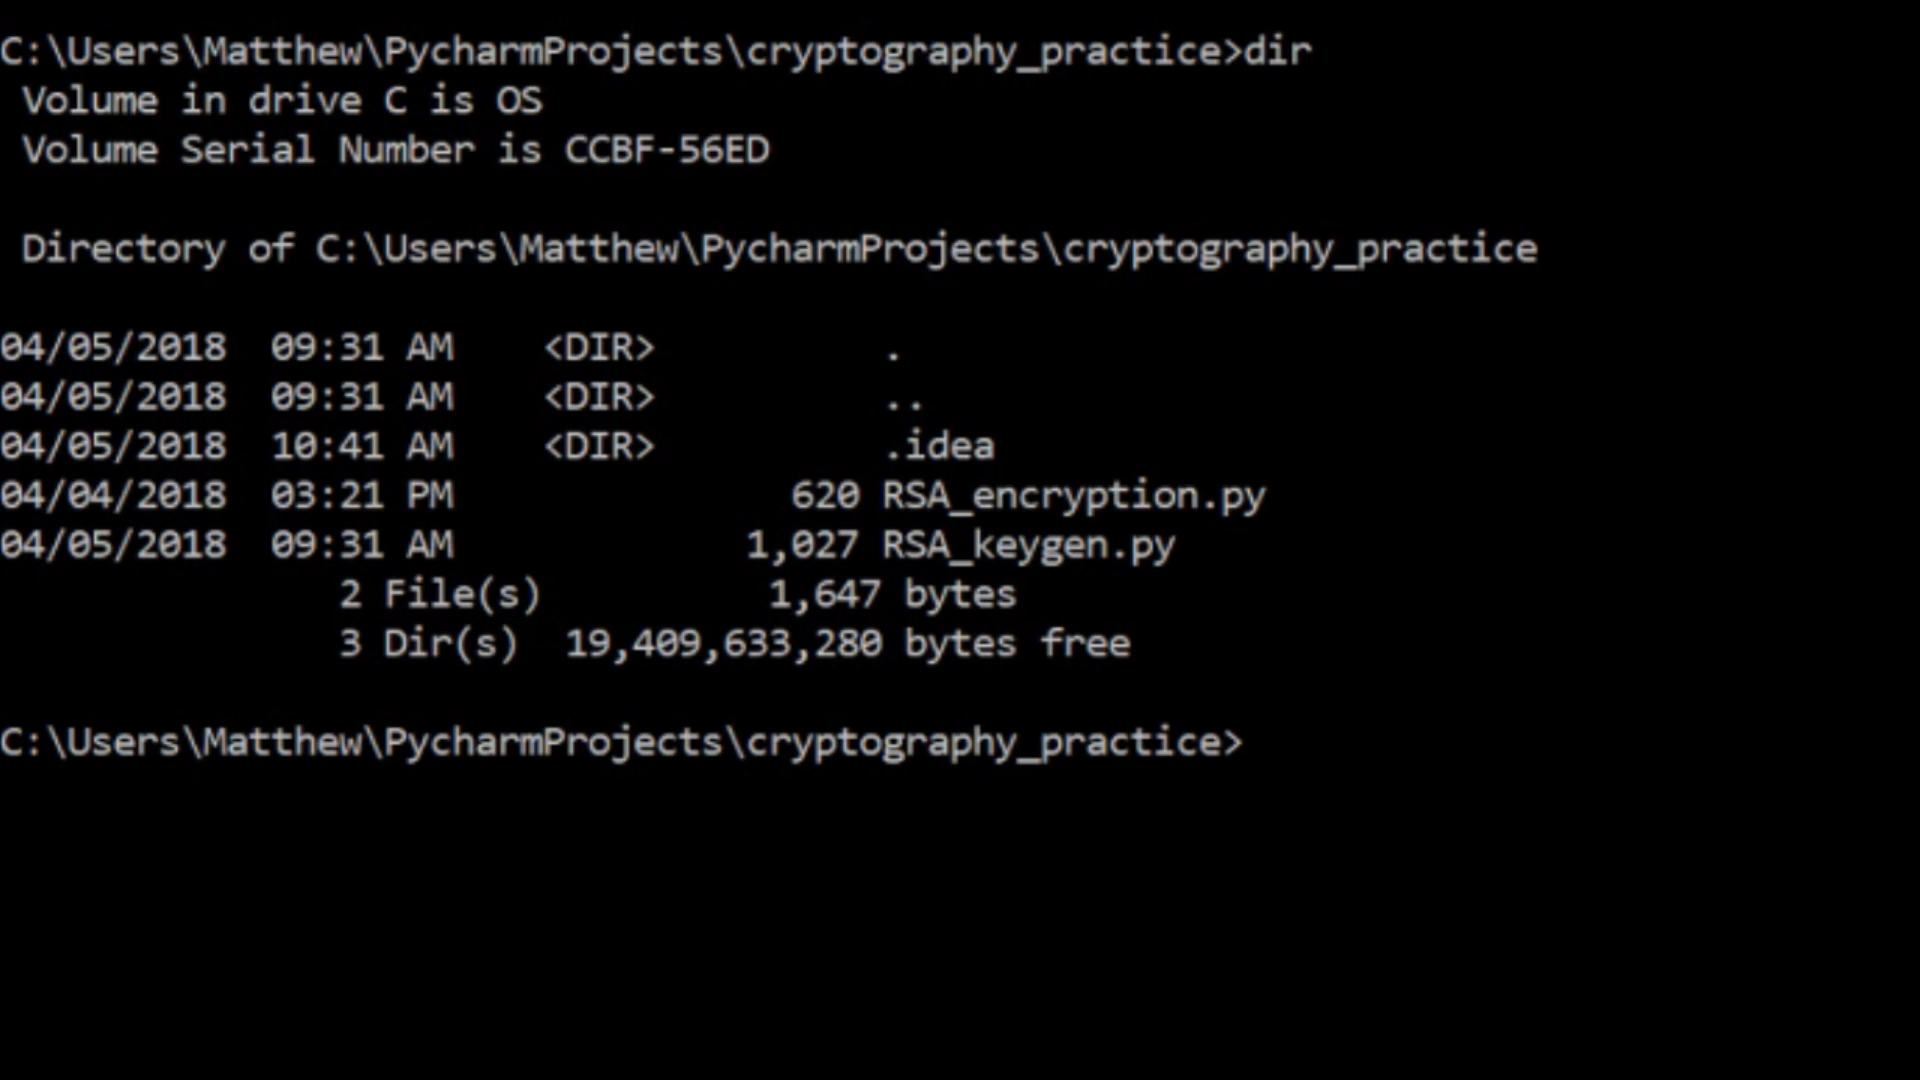 C:\Users\Matthew\PycharmProjects\cryptography_practice>dir
Volume in drive C is OS
Volume Serial Number is CCBF-56ED
Directory of C:\Users\Matthew\PycharmProjects\cryptography_practice
04/05/2018  09:31 AM    <DIR>          .
04/05/2018  09:31 AM    <DIR>          ..
04/05/2018  10:41 AM    <DIR>          .idea
04/04/2018  03:21 PM               620 RSA_encryption.py
04/05/2018  09:31 AM             1,027 RSA_keygen.py
2 File(s)          1,647 bytes
3 Dir(s)  19,409,633,280 bytes free
C:\Users\Matthew\PycharmProjects\cryptography_practice>